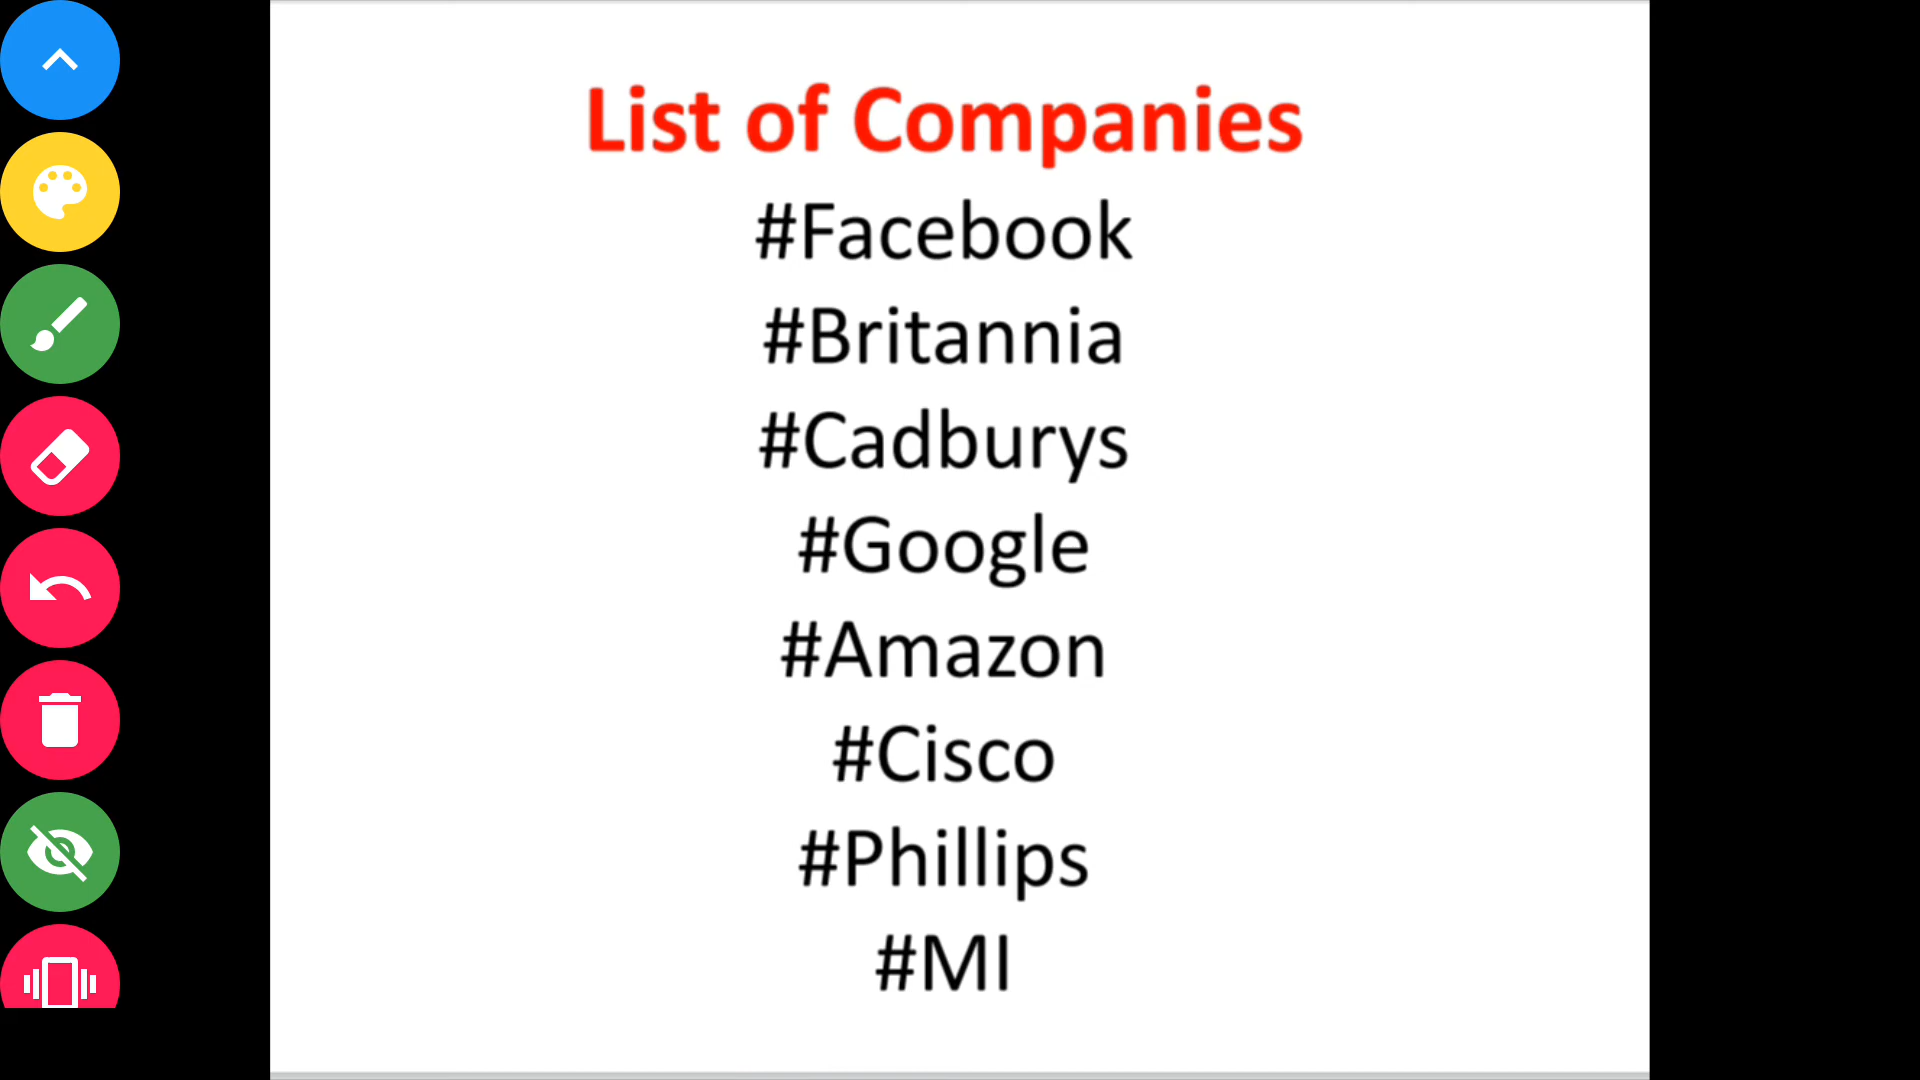 List of Companies
#Facebook
#Britannia
#Cadburys
#Google
#Amazon
#Cisco
#Phillips
#MI